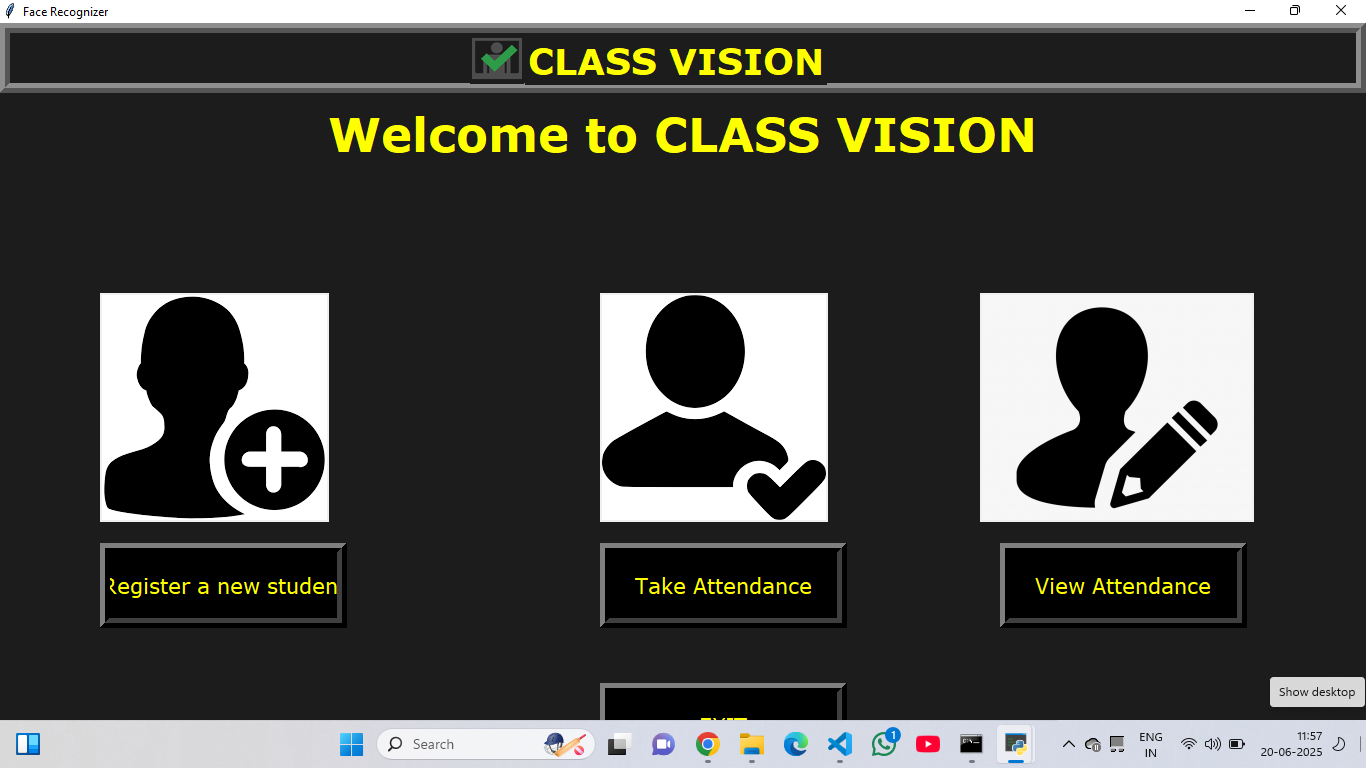 Face Recognizer
CLASS VISION
Welcome to CLASS VISION
Register a new studen
Take Attendance
View Attendance
Show desktop
EXIT
Search
1
ENG
IN
11:57
20-06-2025